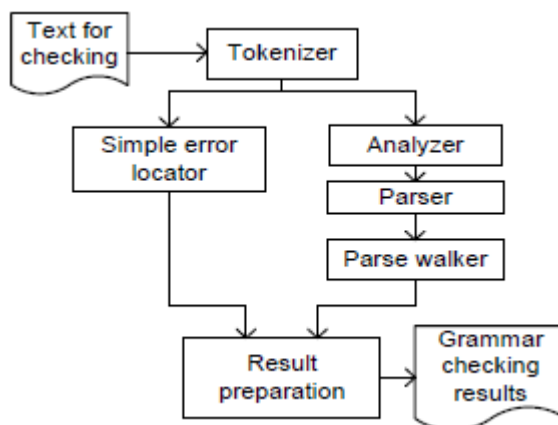 Text for
checking
Tokenizer
Simple error
locator
Analyzer
Parser
Parse walker
Result
preparation
Grammar
checking
results